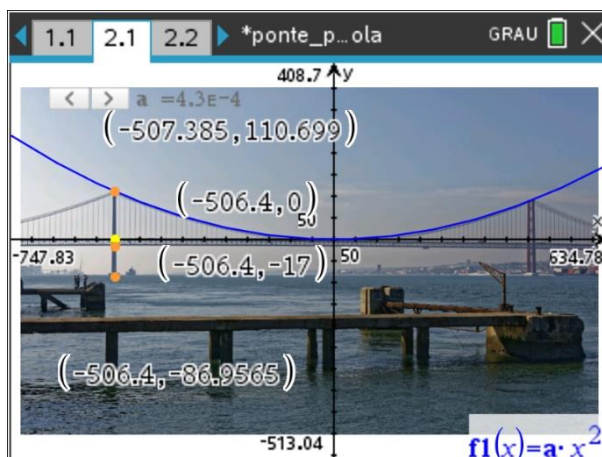 1.1 2.1 2.2 *ponte_p...ola GRAU
408.7 y
a =4.3E-4
(-507.385,110.699)
(-506.4,0)
50
-747.83 50 634.78
(-506.4,-17)
(-506.4,-86.9565)
-513.04
f1(x)=a·x²